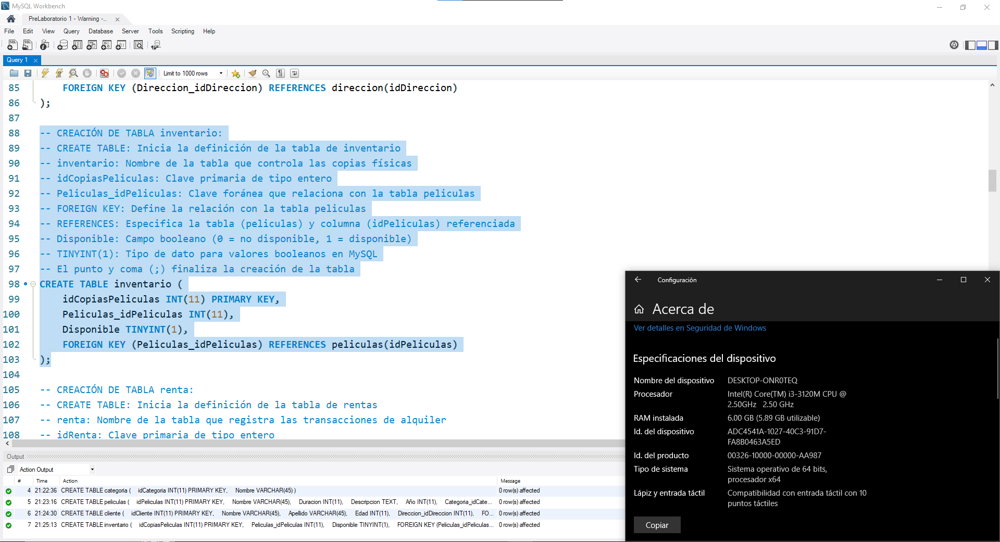 MySQL Workbench
PreLaboratorio 1 - Warning -...
File Edit View Query Database Server Tools Scripting Help
Query 1
Limit to 1000 rows
85 FOREIGN KEY (Direccion_idDireccion) REFERENCES direccion(idDireccion)
86 );
87
88 -- CREACIÓN DE TABLA inventario:
89 -- CREATE TABLE: Inicia la definición de la tabla de inventario
90 -- inventario: Nombre de la tabla que controla las copias físicas
91 -- idCopiasPeliculas: Clave primaria de tipo entero
92 -- Peliculas_idPeliculas: Clave foránea que relaciona con la tabla peliculas
93 -- FOREIGN KEY: Define la relación con la tabla peliculas
94 -- REFERENCES: Especifica la tabla (peliculas) y columna (idPeliculas) referenciada
95 -- Disponible: Campo booleano (0 = no disponible, 1 = disponible)
96 -- TINYINT(1): Tipo de dato para valores booleanos en MySQL
97 -- El punto y coma (;) finaliza la creación de la tabla
98 CREATE TABLE inventario (
99 idCopiasPeliculas INT(11) PRIMARY KEY,
100 Peliculas_idPeliculas INT(11),
101 Disponible TINYINT(1),
102 FOREIGN KEY (Peliculas_idPeliculas) REFERENCES peliculas(idPeliculas)
103 );
104
105 -- CREACIÓN DE TABLA renta:
106 -- CREATE TABLE: Inicia la definición de la tabla de rentas
107 -- renta: Nombre de la tabla que registra las transacciones de alquiler
108 -- idRenta: Clave primaria de tipo entero
Output
Action Output
# Time Action Message
4 21:22:36 CREATE TABLE categoria ( idCategoria INT(11) PRIMARY KEY, Nombre VARCHAR(45) ) 0 row(s) affected
5 21:23:16 CREATE TABLE peliculas ( idPeliculas INT(11) PRIMARY KEY, Nombre VARCHAR(45), Duracion INT(11), Descripcion TEXT, Año INT(11), Categoria_idCate... 0 row(s) affected
6 21:24:30 CREATE TABLE cliente ( idCliente INT(11) PRIMARY KEY, Nombre VARCHAR(45), Apellido VARCHAR(45), Edad INT(11), Direccion_idDireccion INT(11), FO... 0 row(s) affected
7 21:25:13 CREATE TABLE inventario ( idCopiasPeliculas INT(11) PRIMARY KEY, Peliculas_idPeliculas INT(11), Disponible TINYINT(1), FOREIGN KEY (Peliculas_idPeliculas... 0 row(s) affected
Configuración
Acerca de
Ver detalles en Seguridad de Windows
Especificaciones del dispositivo
Nombre del dispositivo DESKTOP-ONR0TEQ
Procesador Intel(R) Core(TM) i3-3120M CPU @
2.50GHz 2.50 GHz
RAM instalada 6.00 GB (5.89 GB utilizable)
Id. del dispositivo ADC4541A-1027-40C3-91D7-
FA8B0463A5ED
Id. del producto 00326-10000-00000-AA987
Tipo de sistema Sistema operativo de 64 bits,
procesador x64
Lápiz y entrada táctil Compatibilidad con entrada táctil con 10
puntos táctiles
Copiar